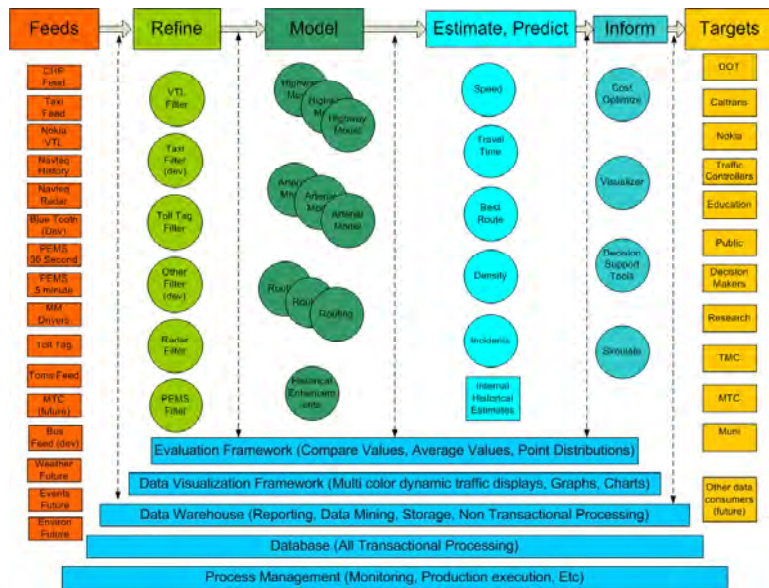 Feeds
Refine
Model
Estimate, Predict
Inform
Targets
CHP
Feed
Taxi
Feed
Nokia
VTL
Navteq
History
Navteq
Radar
Blue Tooth
(Dev)
PEMS
30 Second
PEMS
5 minute
MM
Drivers
Toll Tag
Toms Feed
MTC
(future)
Bus
Feed (dev)
Weather
Future
Events
Future
Environ
Future
VTL
Filter
Taxi
Filter
(dev)
Toll Tag
Filter
Other
Filter
(dev)
Radar
Filter
PEMS
Filter
Highway
Highway
Model
Arterial
Arterial
Arterial
Model
Routing
Historical
Speed
Travel
Time
Best
Route
Density
Incidents
Internal
Historical
Estimates
Cost
Optimize
Visualizer
Decision
Support
Tools
Simulate
DOT
Caltrans
Nokia
Traffic
Controllers
Education
Public
Decision
Makers
Research
TMC
MTC
Muni
Other data
consumers
(future)
Evaluation Framework (Compare Values, Average Values, Point Distributions)
Data Visualization Framework (Multi color dynamic traffic displays, Graphs, Charts)
Data Warehouse (Reporting, Data Mining, Storage, Non Transactional Processing)
Database (All Transactional Processing)
Process Management (Monitoring, Production execution, Etc)